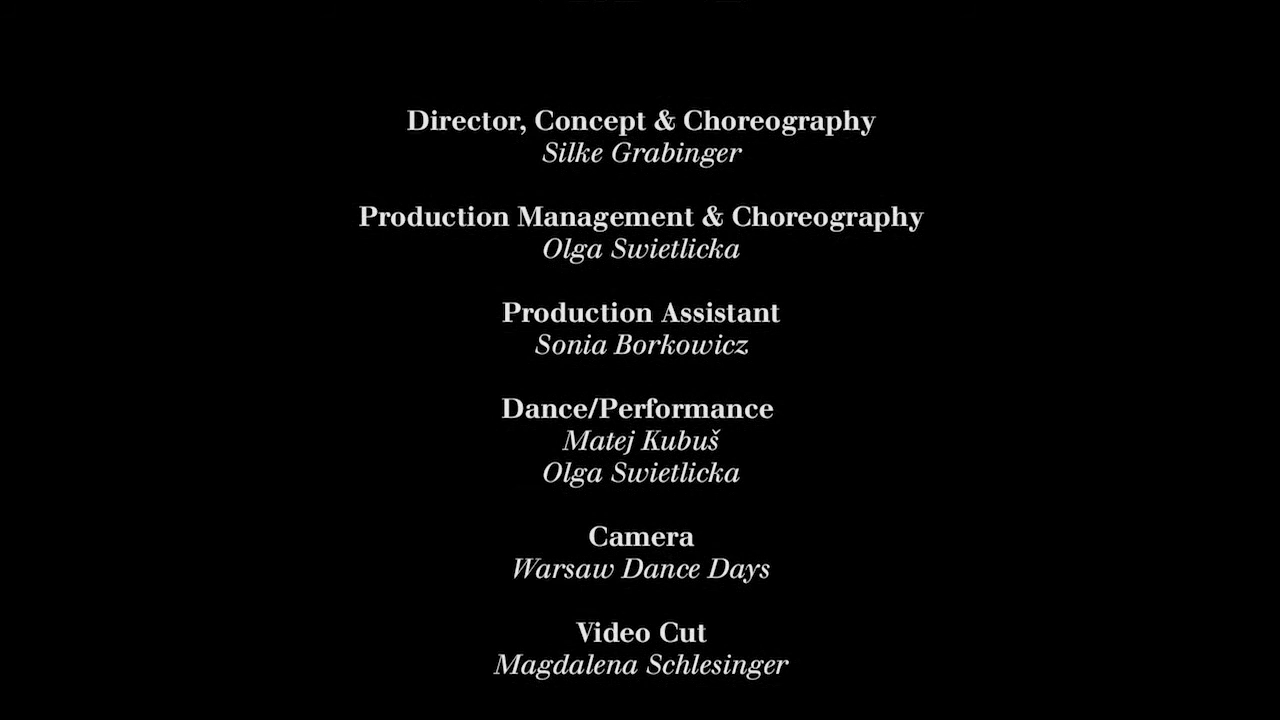 Director, Concept & Choreography
Silke Grabinger
Production Management & Choreography
Olga Swietlicka
Production Assistant
Sonia Borkowicz
Dance/Performance
Matej Kubuš
Olga Swietlicka
Camera
Warsaw Dance Days
Video Cut
Magdalena Schlesinger